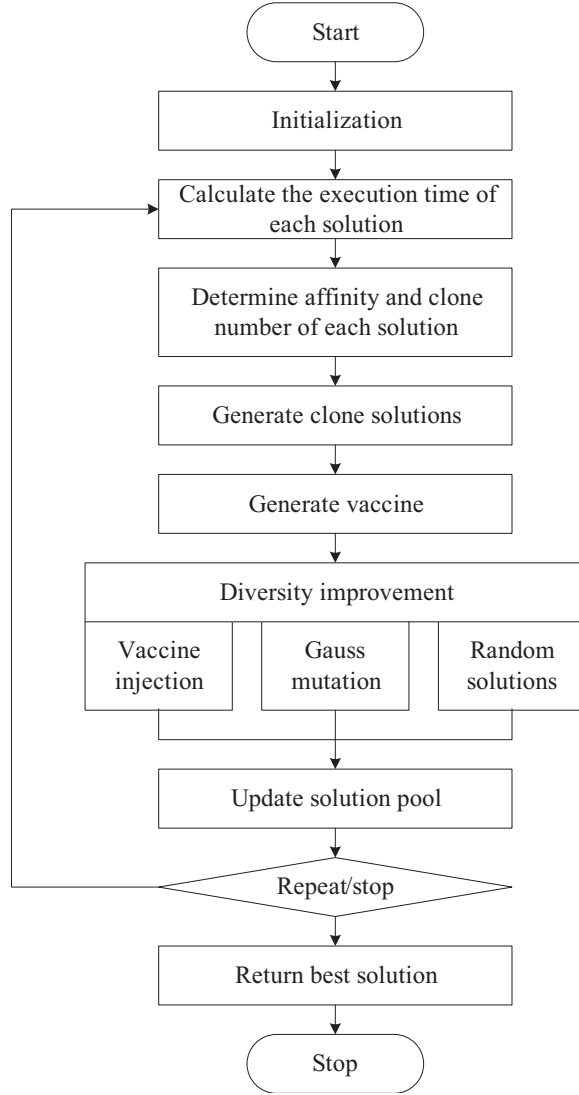 Start
Initialization
Calculate the execution time of
each solution
Determine affinity and clone
number of each solution
Generate clone solutions
Generate vaccine
Diversity improvement
Vaccine
injection
Gauss
mutation
Random
solutions
Update solution pool
Repeat/stop
Return best solution
Stop